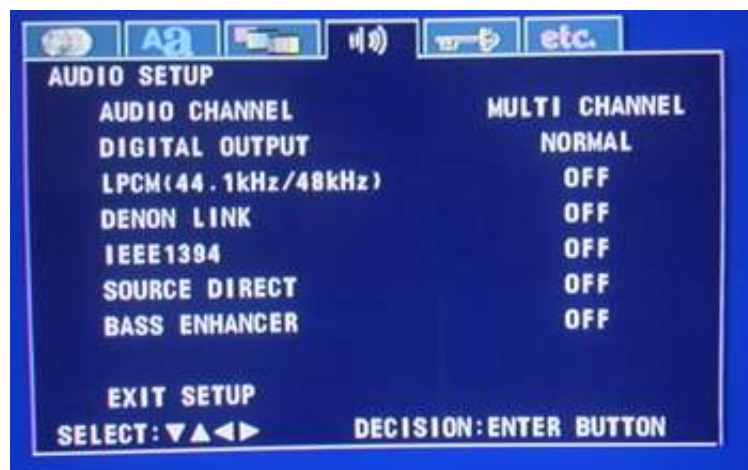 Aa etc.
AUDIO SETUP
AUDIO CHANNEL MULTI CHANNEL
DIGITAL OUTPUT NORMAL
LPCM(44.1kHz/48kHz) OFF
DENON LINK OFF
IEEE1394 OFF
SOURCE DIRECT OFF
BASS ENHANCER OFF
EXIT SETUP
SELECT:▼▲◀▶ DECISION:ENTER BUTTON